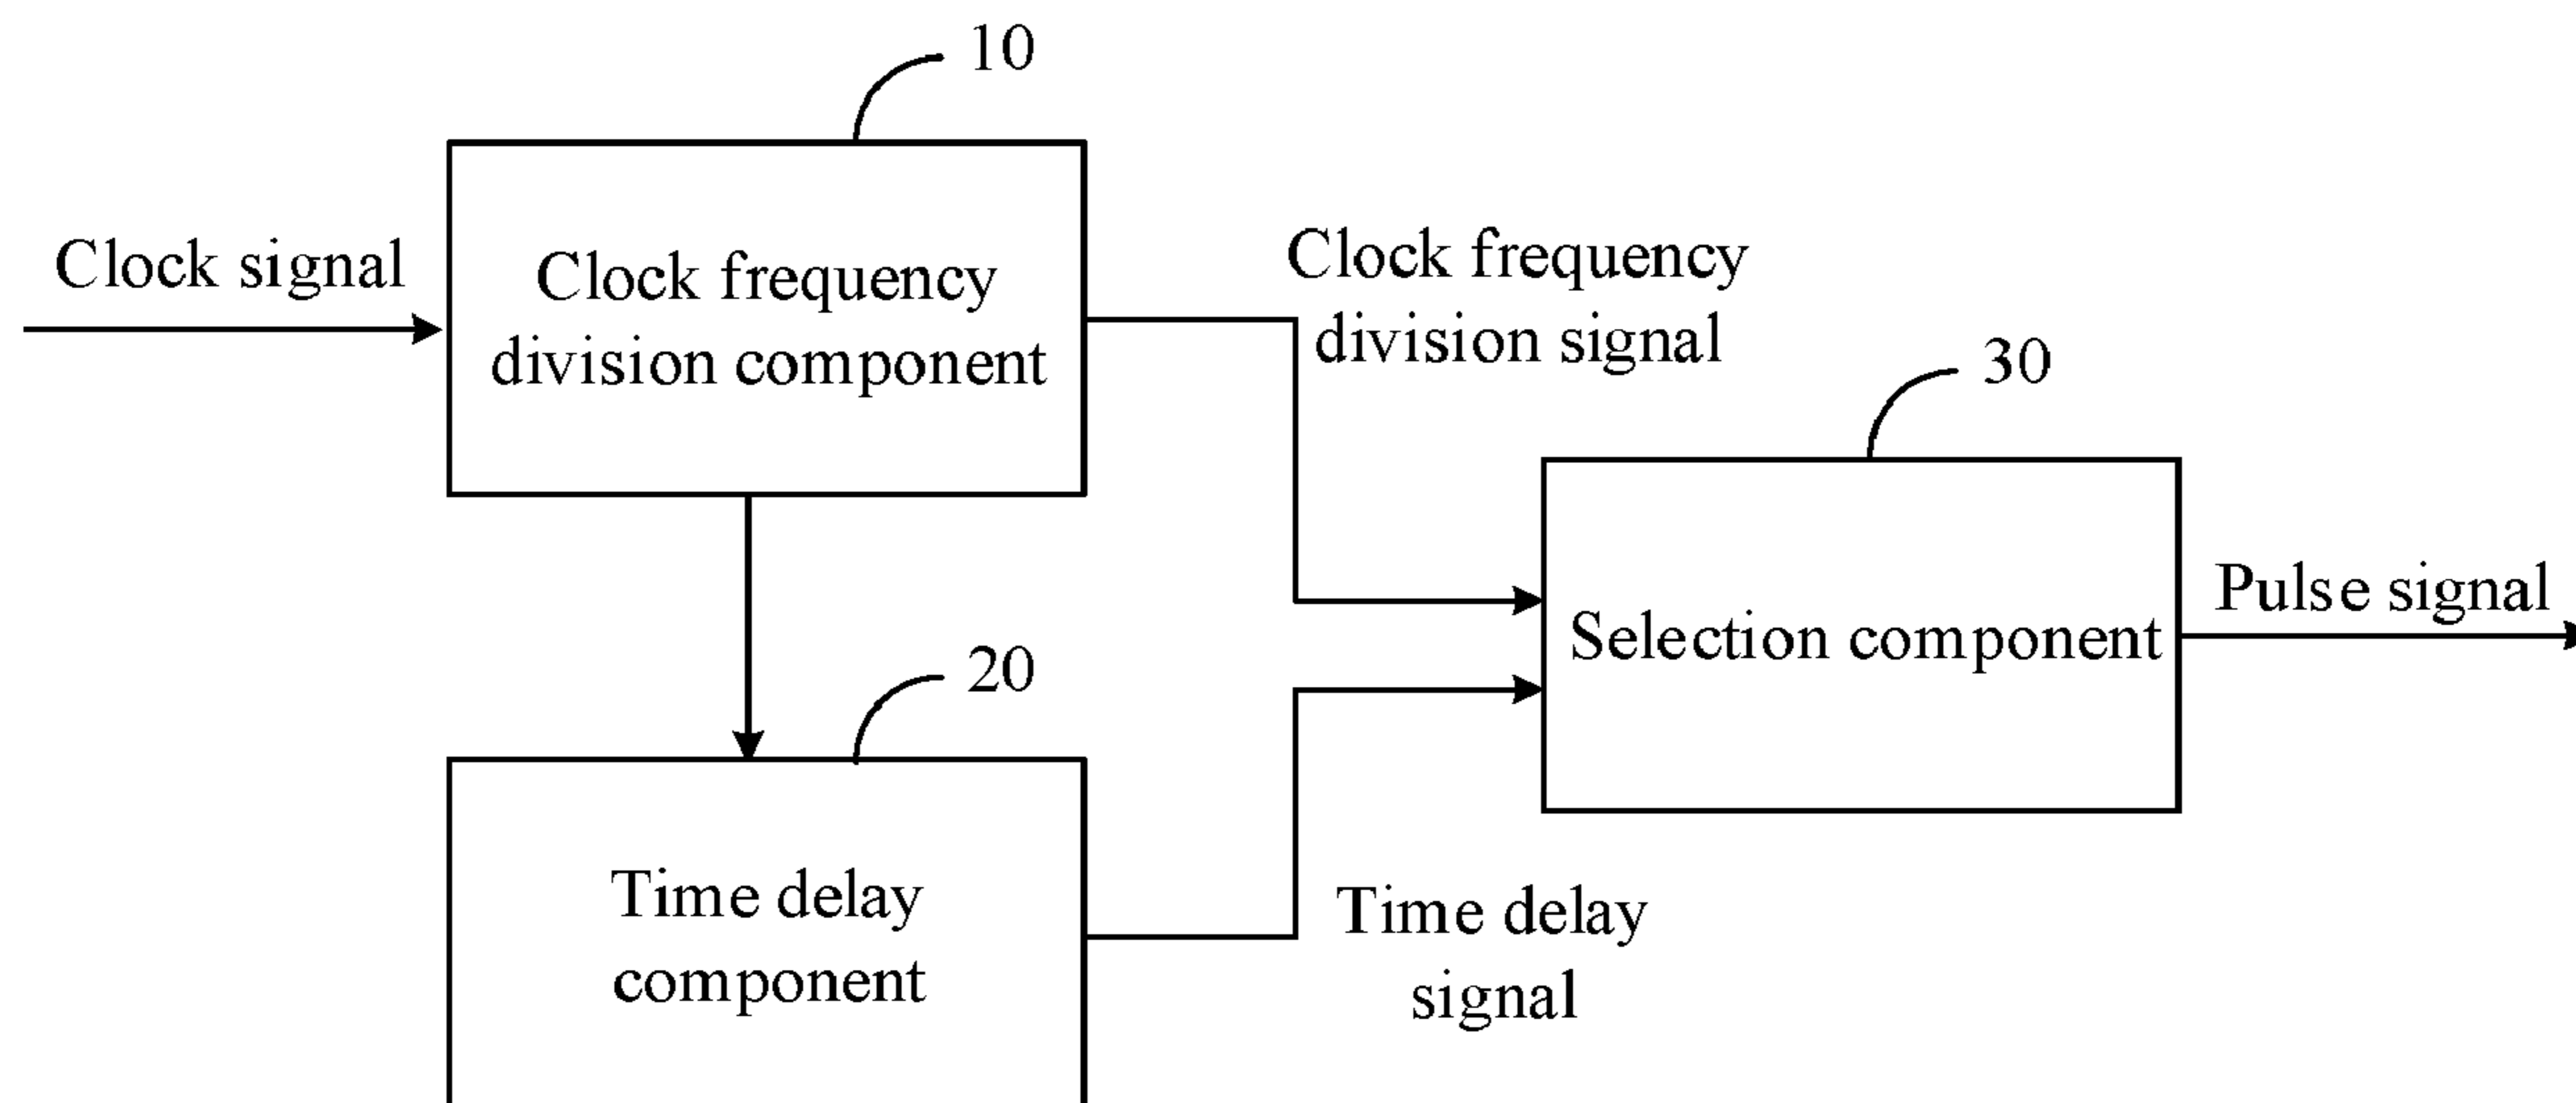 10
Clock signal
Clock frequency
division component
Clock frequency
division signal
30
Selection component
Pulse signal
20
Time delay
component
Time delay
signal